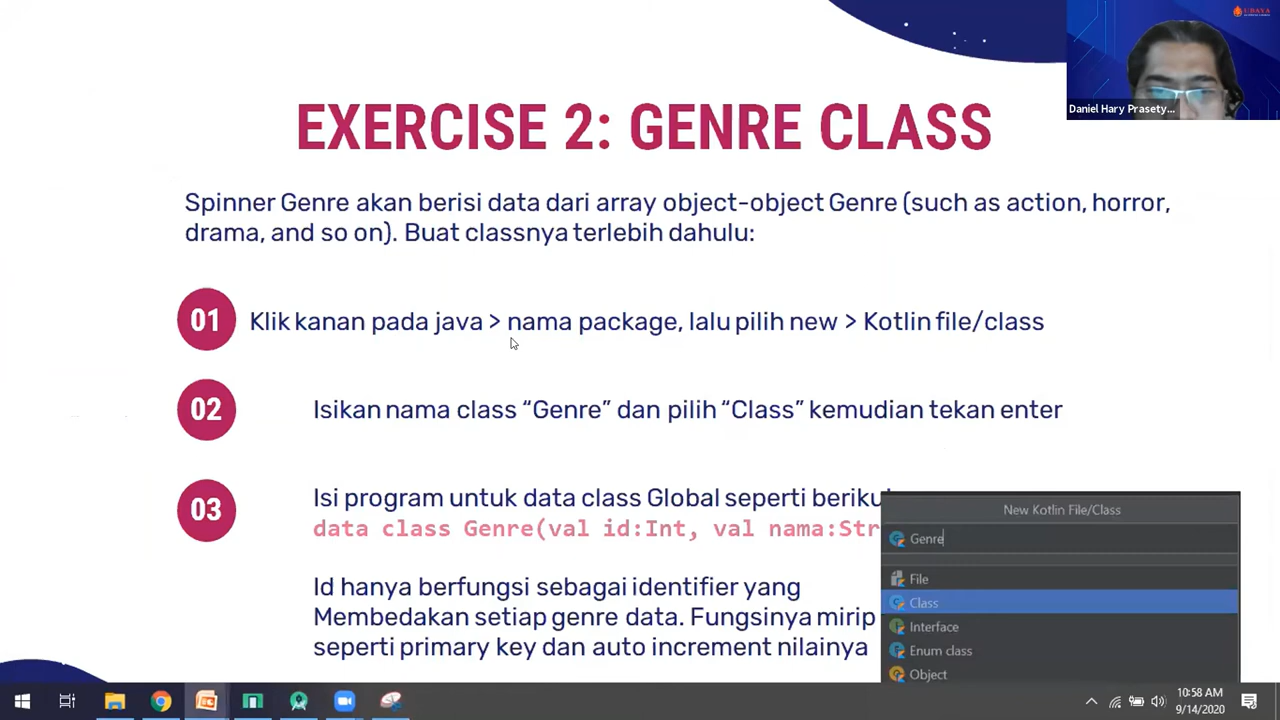 UBAYA
Daniel Hary Prasety...
EXERCISE 2: GENRE CLASS
Spinner Genre akan berisi data dari array object-object Genre (such as action, horror,
drama, and so on). Buat classnya terlebih dahulu:
01 Klik kanan pada java > nama package, lalu pilih new > Kotlin file/class
02 Isikan nama class “Genre” dan pilih “Class” kemudian tekan enter
03 Isi program untuk data class Global seperti beriku
data class Genre(val id:Int, val nama:Str
Id hanya berfungsi sebagai identifier yang
Membedakan setiap genre data. Fungsinya mirip
seperti primary key dan auto increment nilainya
New Kotlin File/Class
Genre
File
Class
Interface
Enum class
Object
10:58 AM
9/14/2020